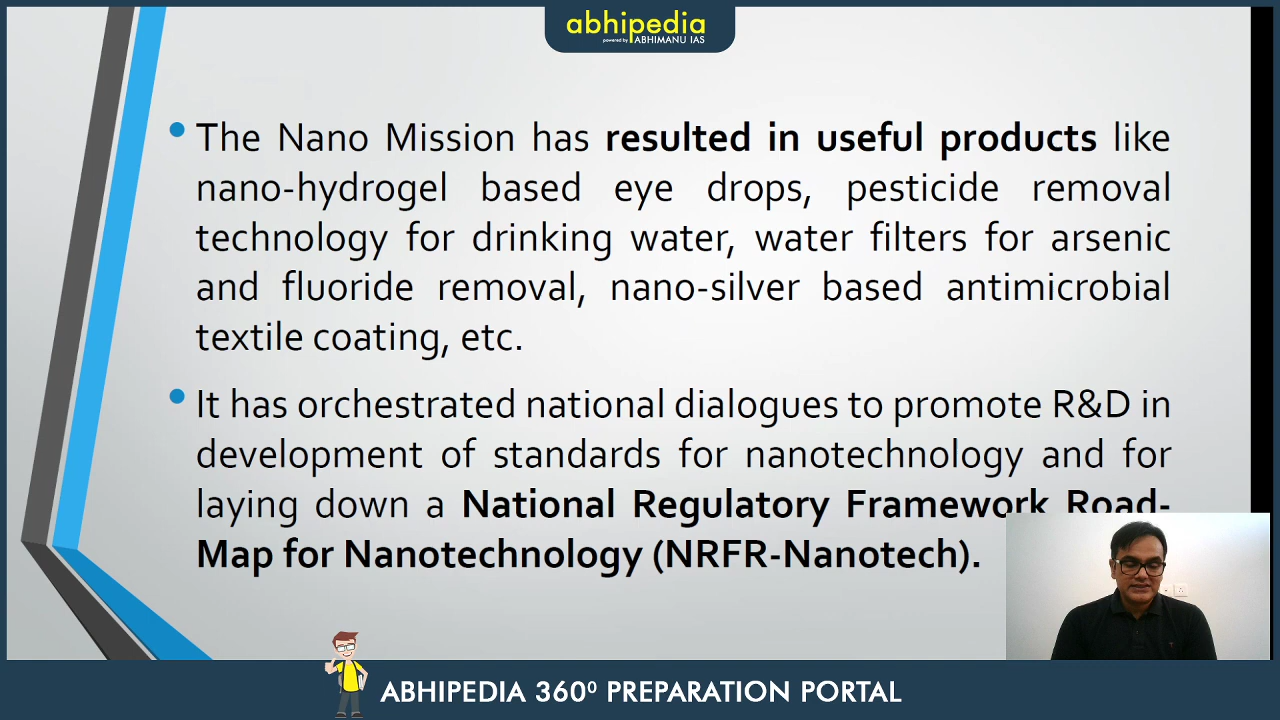 abhipedia
powered by ABHIMANU IAS
The Nano Mission has resulted in useful products like
nano-hydrogel based eye drops, pesticide removal
technology for drinking water, water filters for arsenic
and fluoride removal, nano-silver based antimicrobial
textile coating, etc.
It has orchestrated national dialogues to promote R&D in
development of standards for nanotechnology and for
laying down a National Regulatory Framework Road-
Map for Nanotechnology (NRFR-Nanotech).
ABHIPEDIA 360⁰ PREPARATION PORTAL